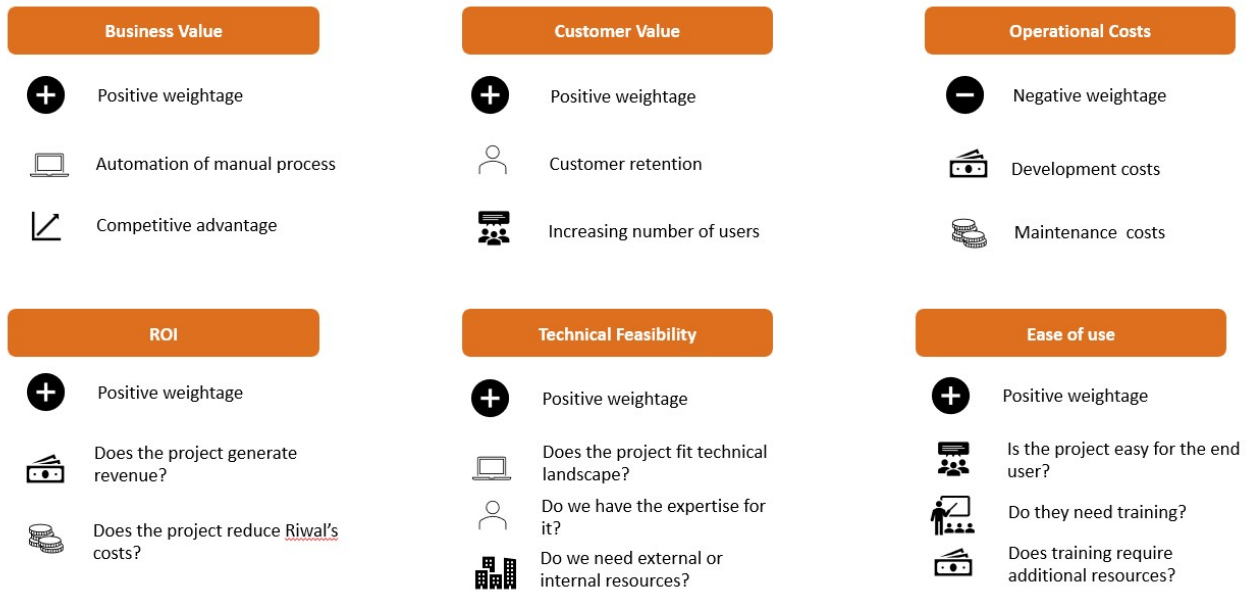 Business Value
Positive weightage
Automation of manual process
Competitive advantage
Customer Value
Positive weightage
Customer retention
Increasing number of users
Operational Costs
Negative weightage
Development costs
Maintenance costs
ROI
Positive weightage
Does the project generate
revenue?
Does the project reduce Riwal's
costs?
Technical Feasibility
Positive weightage
Does the project fit technical
landscape?
Do we have the expertise for
it?
Do we need external or
internal resources?
Ease of use
Positive weightage
Is the project easy for the end
user?
Do they need training?
Does training require
additional resources?